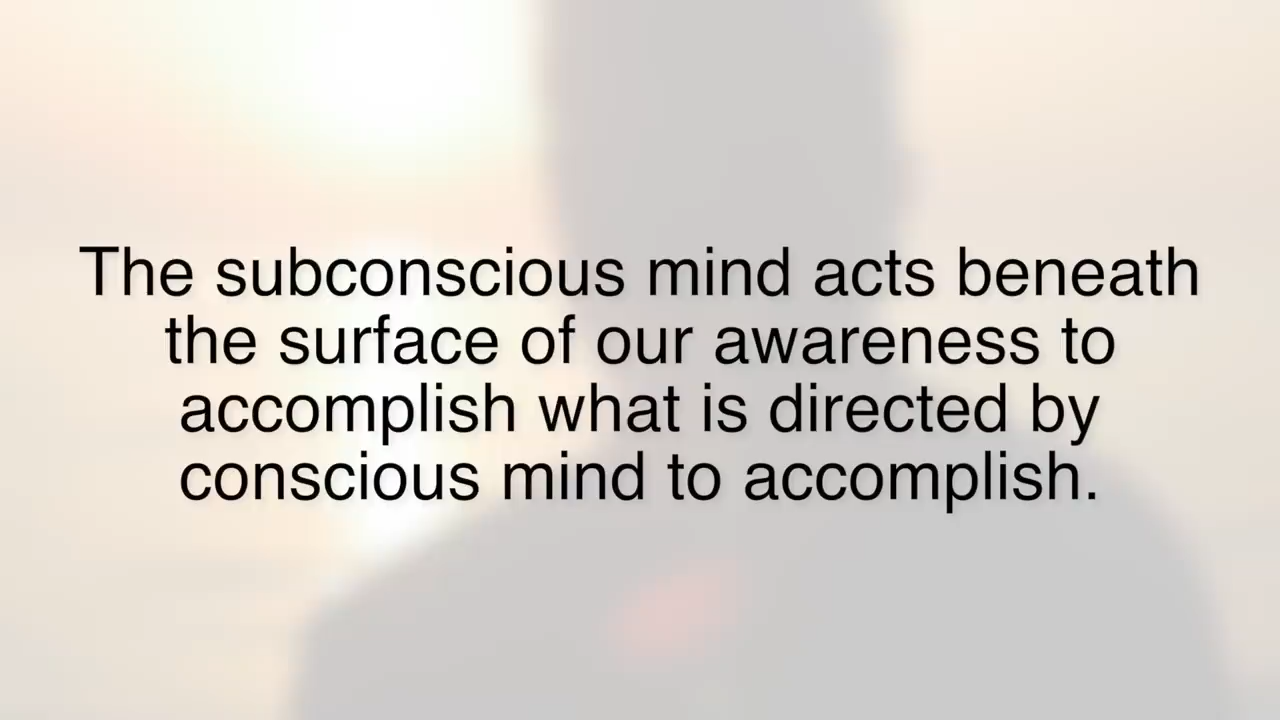 The subconscious mind acts beneath
the surface of our awareness to
accomplish what is directed by
conscious mind to accomplish.